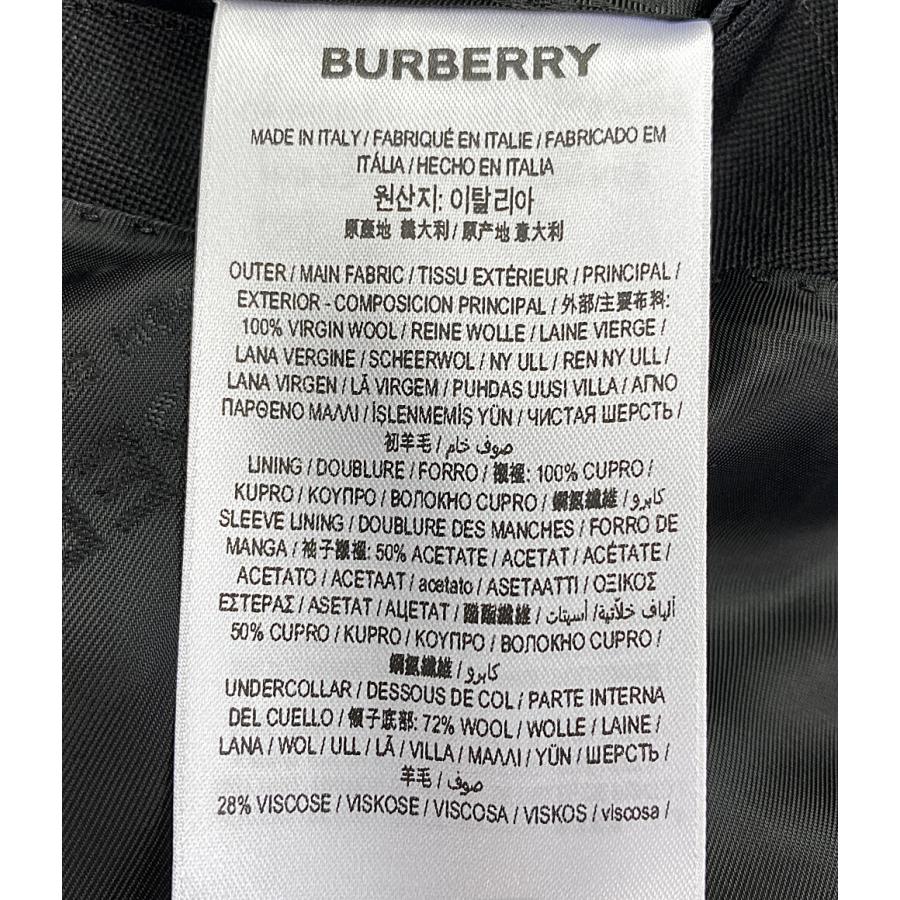 BURBERRY
MADE IN ITALY / FABRIQUÉ EN ITALIE / FABRICADO EM
ITÁLIA / HECHO EN ITALIA
원산지: 이탈리아
原產地 義大利 / 原产地 意大利
OUTER / MAIN FABRIC / TISSU EXTÉRIEUR / PRINCIPAL /
EXTERIOR - COMPOSICION PRINCIPAL / 外部/主要布料:
100% VIRGIN WOOL / REINE WOLLE / LAINE VIERGE /
LANA VERGINE / SCHEERWOL / NY ULL / REN NY ULL /
LANA VIRGEN / LÃ VIRGEM / PUHDAS UUSI VILLA / ΑΓΝΟ
ΠΑΡΘΕΝΟ ΜΑΛΛΙ / İŞLENMEMİŞ YÜN / ЧИСТАЯ ШЕРСТЬ /
初羊毛 / صوف خام /
LINING / DOUBLURE / FORRO / 襯裡: 100% CUPRO /
KUPRO / ΚΟΥΠΡΟ / ВОЛОКНО CUPRO / 銅氨纖維 / كابرو
SLEEVE LINING / DOUBLURE DES MANCHES / FORRO DE
MANGA / 袖子襯裡: 50% ACETATE / ACETAT / ACÉTATE /
ACETATO / ACETAAT / acetato / ASETAATTI / ΟΞΙΚΟΣ
ΕΣΤΕΡΑΣ / ASETAT / АЦЕТАТ / 醋酯纖維 / ألياف خلاتية/ أسيتات /
50% CUPRO / KUPRO / ΚΟΥΠΡΟ / ВОЛОКНО CUPRO /
銅氨纖維 / كابرو
UNDERCOLLAR / DESSOUS DE COL / PARTE INTERNA
DEL CUELLO / 領子底部: 72% WOOL / WOLLE / LAINE /
LANA / WOL / ULL / LÃ / VILLA / ΜΑΛΛΙ / YÜN / ШЕРСТЬ /
羊毛 / صوف
28% VISCOSE / VISKOSE / VISCOSA / VISKOS / viscosa /